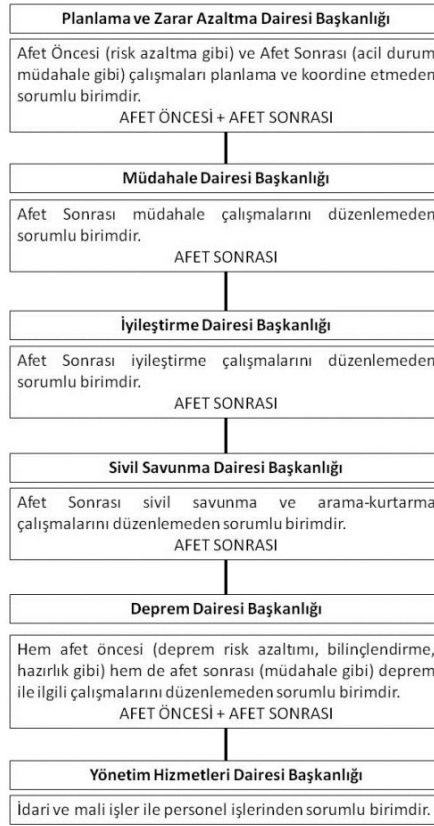 Planlama ve Zarar Azaltma Dairesi Başkanlığı
Afet Öncesi (risk azaltma gibi) ve Afet Sonrası (acil durum
müdahale gibi) çalışmaları planlama ve koordine etmeden
sorumlu birimdir.
AFET ÖNCESİ + AFET SONRASI
Müdahale Dairesi Başkanlığı
Afet Sonrası müdahale çalışmalarını düzenlemeden
sorumlu birimdir.
AFET SONRASI
İyileştirme Dairesi Başkanlığı
Afet Sonrası iyileştirme çalışmalarını düzenlemeden
sorumlu birimdir.
AFET SONRASI
Sivil Savunma Dairesi Başkanlığı
Afet Sonrası sivil savunma ve arama-kurtarma
çalışmalarını düzenlemeden sorumlu birimdir.
AFET SONRASI
Deprem Dairesi Başkanlığı
Hem afet öncesi (deprem risk azaltımı, bilinçlendirme,
hazırlık gibi) hem de afet sonrası (müdahale gibi) deprem
ile ilgili çalışmalarını düzenlemeden sorumlu birimdir.
AFET ÖNCESİ + AFET SONRASI
Yönetim Hizmetleri Dairesi Başkanlığı
İdari ve mali işler ile personel işlerinden sorumlu birimdir.